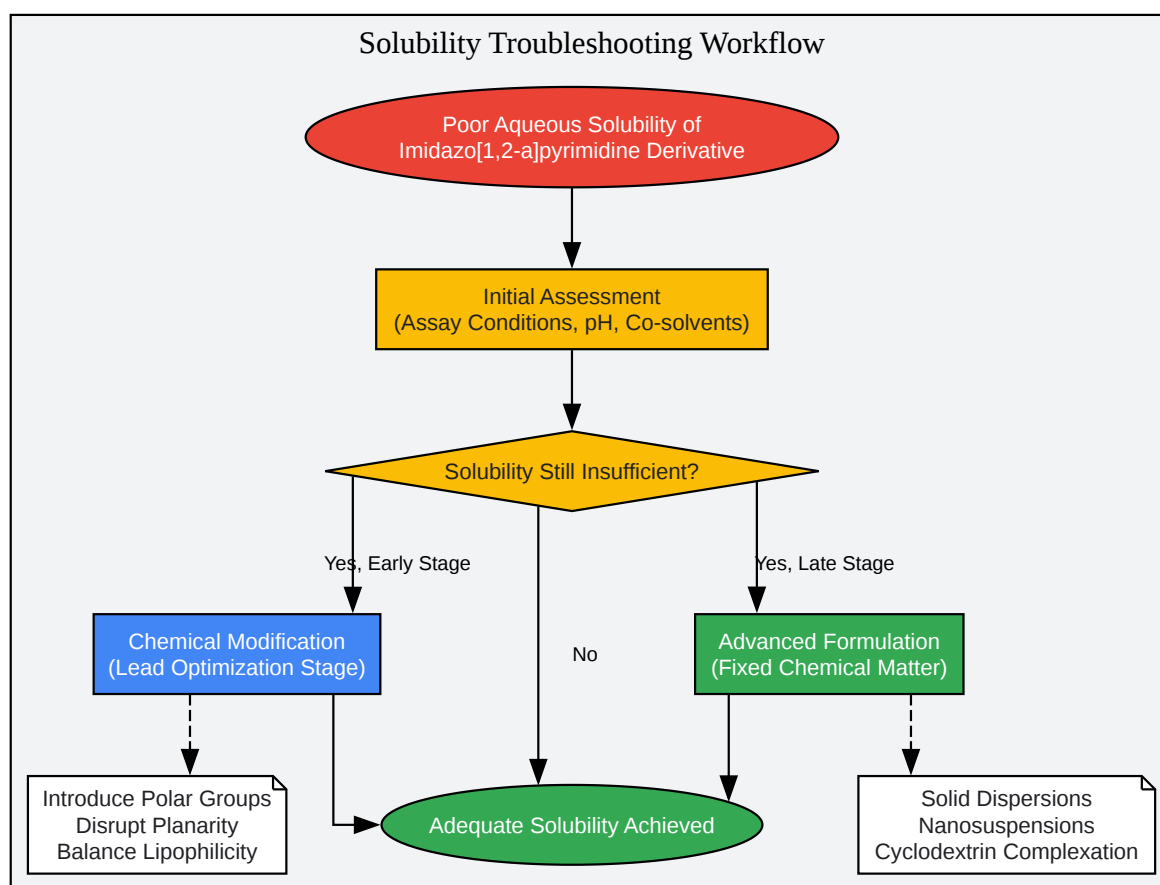 Solubility Troubleshooting Workflow
Poor Aqueous Solubility of
Imidazo[1,2-a]pyrimidine Derivative
Initial Assessment
(Assay Conditions, pH, Co-solvents)
Solubility Still Insufficient?
Yes, Early Stage
Yes, Late Stage
Chemical Modification
(Lead Optimization Stage)
No
Advanced Formulation
(Fixed Chemical Matter)
Introduce Polar Groups
Disrupt Planarity
Balance Lipophilicity
Adequate Solubility Achieved
Solid Dispersions
Nanosuspensions
Cyclodextrin Complexation